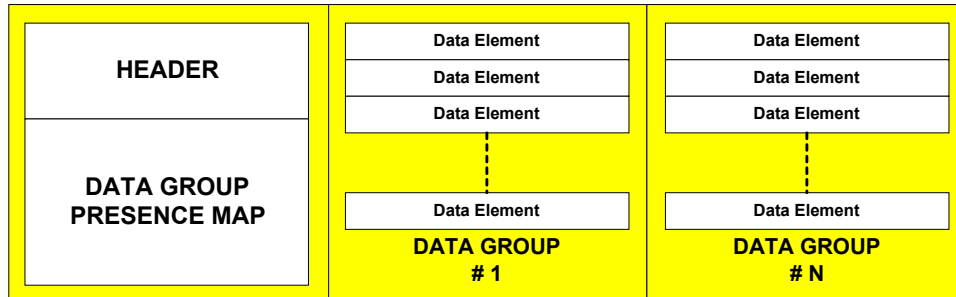 HEADER
DATA GROUP
PRESENCE MAP
Data Element
Data Element
Data Element
Data Element
DATA GROUP
# 1
Data Element
Data Element
Data Element
Data Element
DATA GROUP
# N